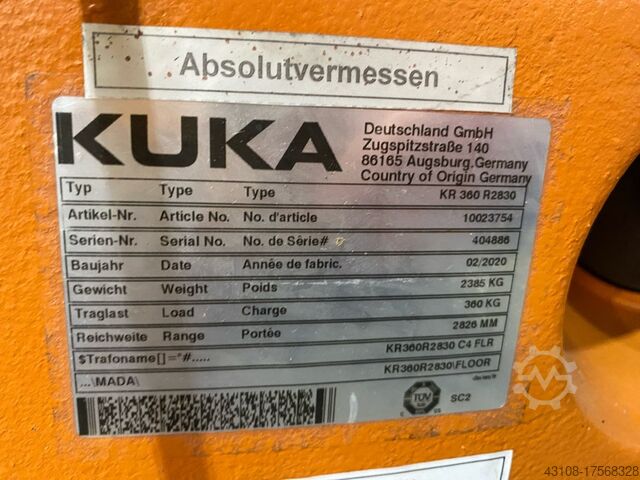 Absolutvermessen
KUKA
Deutschland GmbH
Zugspitzstraße 140
86165 Augsburg.Germany
Country of Origin Germany
Typ Type Type KR 360 R2830
Artikel-Nr. Article No. No. d'article 10023754
Serien-Nr. Serial No. No. de Série# 404886
Baujahr Date Année de fabric. 02/2020
Gewicht Weight Poids 2385 KG
Traglast Load Charge 360 KG
Reichweite Range Portée 2826 MM
$Trafoname[]="#..... KR360R2830 C4 FLR
...\MADA\ KR360R2830\FLOOR
TÜV
C US
SC2
43108-17568328